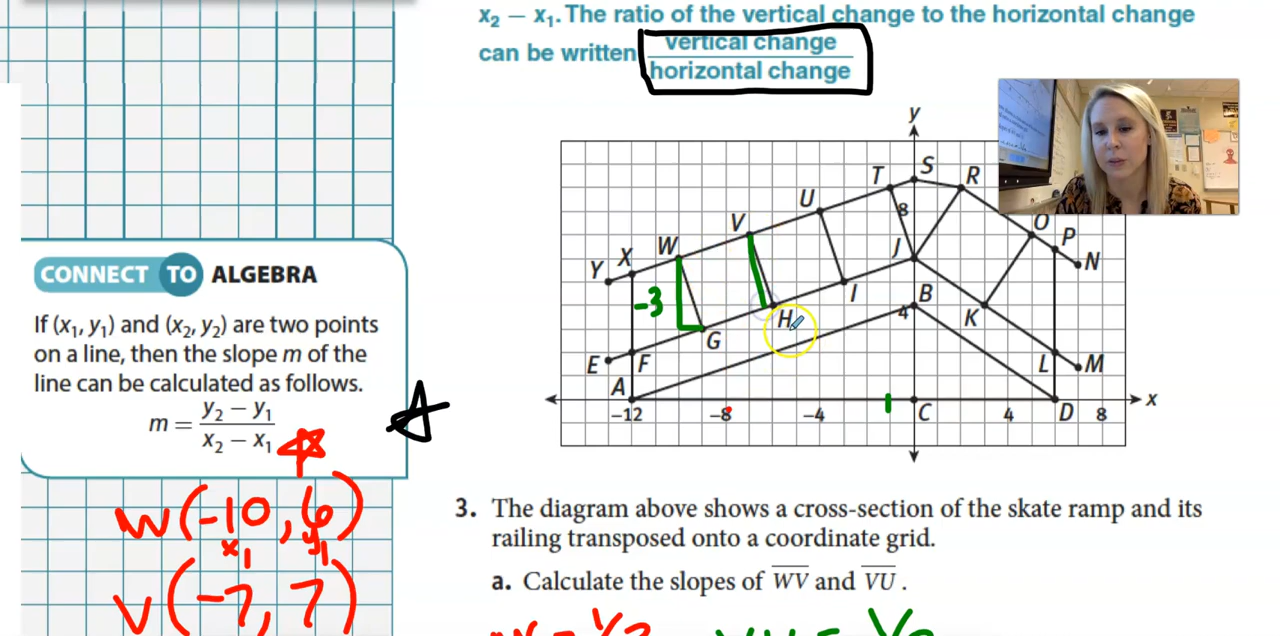 x₂ − x₁. The ratio of the vertical change to the horizontal change
can be written vertical change
horizontal change
y
S
T
R
U
8
V
O
P
J
W
N
X
Y
I
-3
B
4
H
K
G
E
F
L
M
A
x
−12
−8
−4
C
4
D
8
CONNECT TO ALGEBRA
If (x₁, y₁) and (x₂, y₂) are two points
on a line, then the slope m of the
line can be calculated as follows.
m = y₂ − y₁
x₂ − x₁
W(-10, 6)
x₁ y₁
V(-7, 7)
3. The diagram above shows a cross-section of the skate ramp and its
railing transposed onto a coordinate grid.
a. Calculate the slopes of WV and VU.